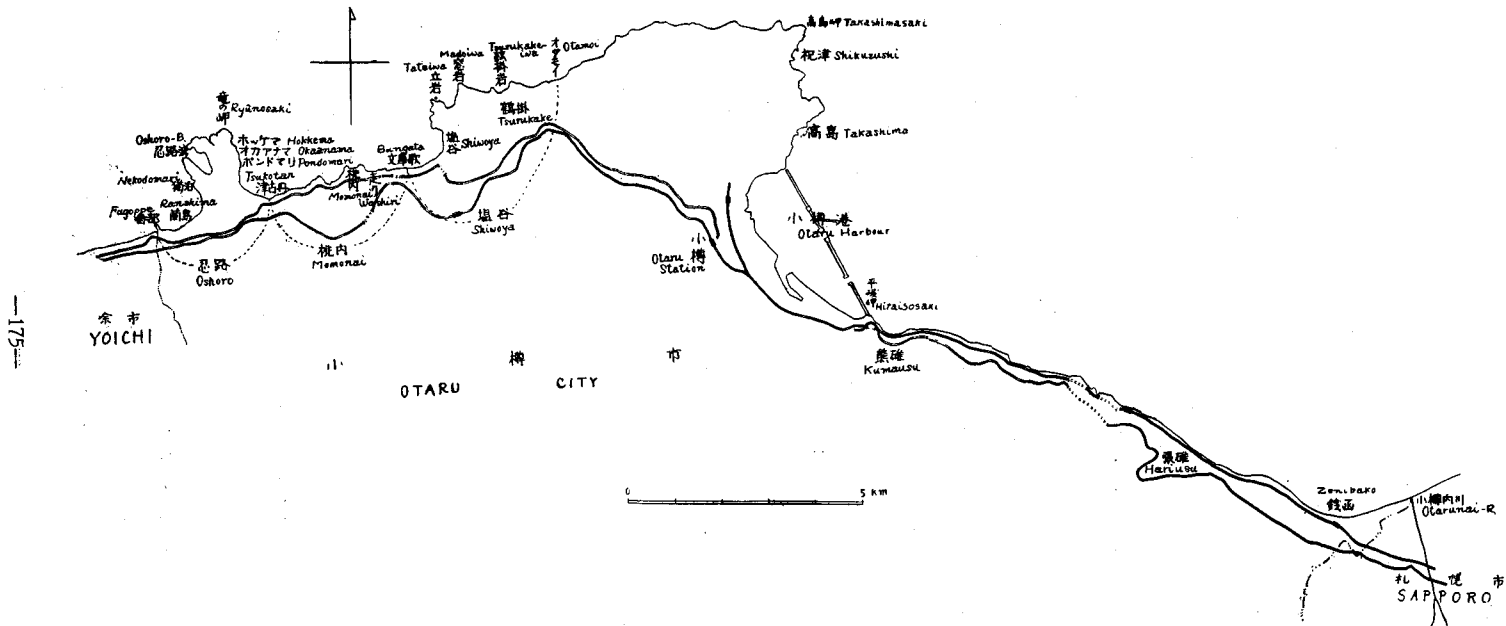 高島岬 Takashimasaki
祝津 Shikuzushi
高島 Takashima
オタモイ Otamoi
Tsurukake-iwa
鶴掛岩
Madoiwa
窓岩
Tateiwa
立岩
竜の岬 Ryūnosaki
鶴掛
Tsurukake
塩谷 Shiwoya
Oshoro-B.
忍路湾
ホッケマ Hokkema
オカアナマ Okaanama
ポンドマリ Pondomari
Bungata
文庫歌
Tsukotan
津古丹
桃内
Momonai
Washiri
Nekodomari
Ranshima
蘭島
Fugoppe
忍路
Oshoro
桃内
Momonai
塩谷
Shiwoya
小樽
Otaru
Station
小樽港
Otaru Harbour
平磯岬 Hiraisosaki
熊碓
Kumausu
余市
YOICHI
小樽市
OTARU CITY
張碓
Hariusu
0 5 km
Zenibako
銭函
小樽内川
Otarunai-R.
札幌市
SAPPORO
—175—